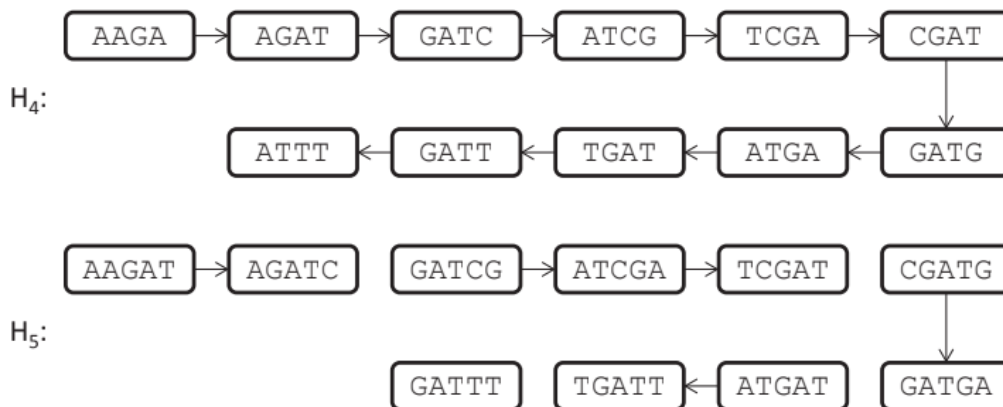 AAGA AGAT GATC ATCG TCGA CGAT
H₄:
ATTT GATT TGAT ATGA GATG
AAGAT AGATC GATCG ATCGA TCGAT CGATG
H₅:
GATTT TGATT ATGAT GATGA